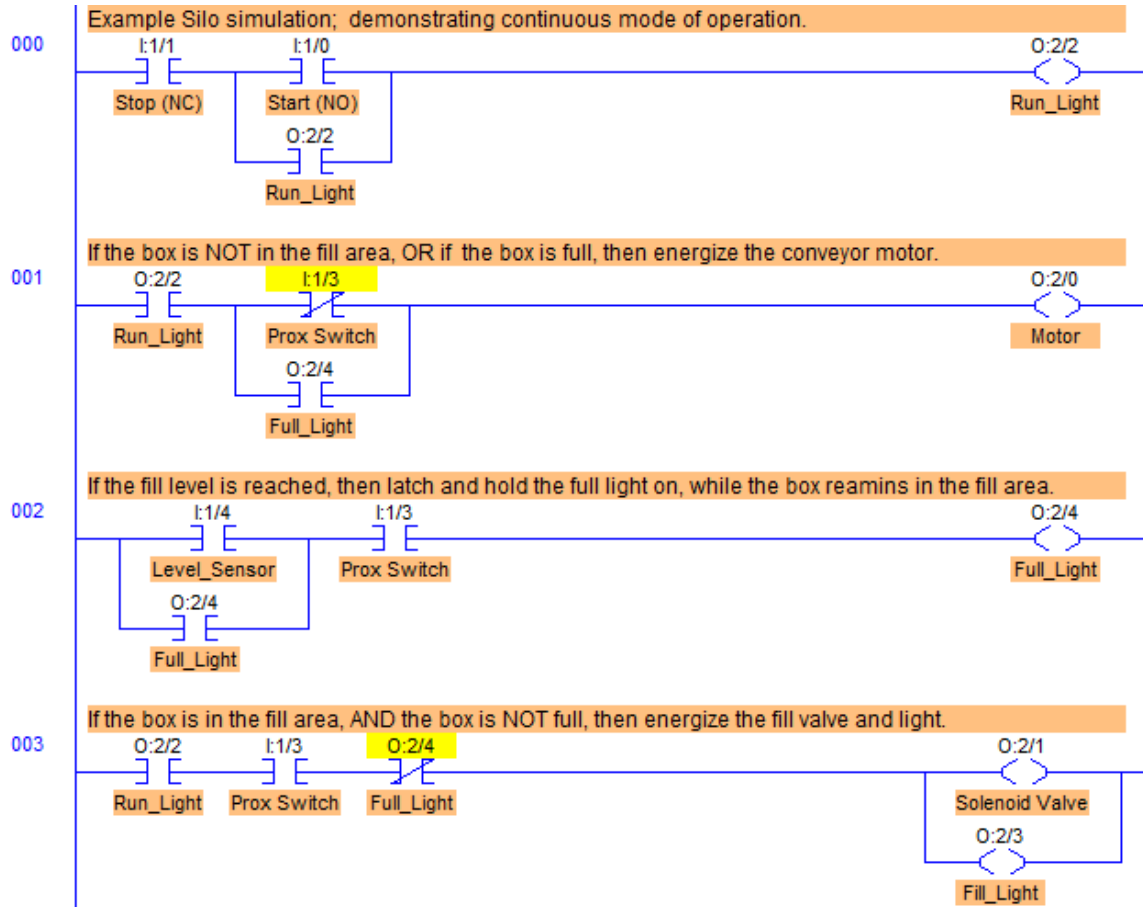 Example Silo simulation; demonstrating continuous mode of operation.
000
I:1/1 I:1/0 O:2/2
Stop (NC) Start (NO) Run_Light
O:2/2
Run_Light
If the box is NOT in the fill area, OR if the box is full, then energize the conveyor motor.
001
O:2/2 I:1/3 O:2/0
Run_Light Prox Switch Motor
O:2/4
Full_Light
If the fill level is reached, then latch and hold the full light on, while the box reamins in the fill area.
002
I:1/4 I:1/3 O:2/4
Level_Sensor Prox Switch Full_Light
O:2/4
Full_Light
If the box is in the fill area, AND the box is NOT full, then energize the fill valve and light.
003
O:2/2 I:1/3 O:2/4 O:2/1
Run_Light Prox Switch Full_Light Solenoid Valve
O:2/3
Fill_Light